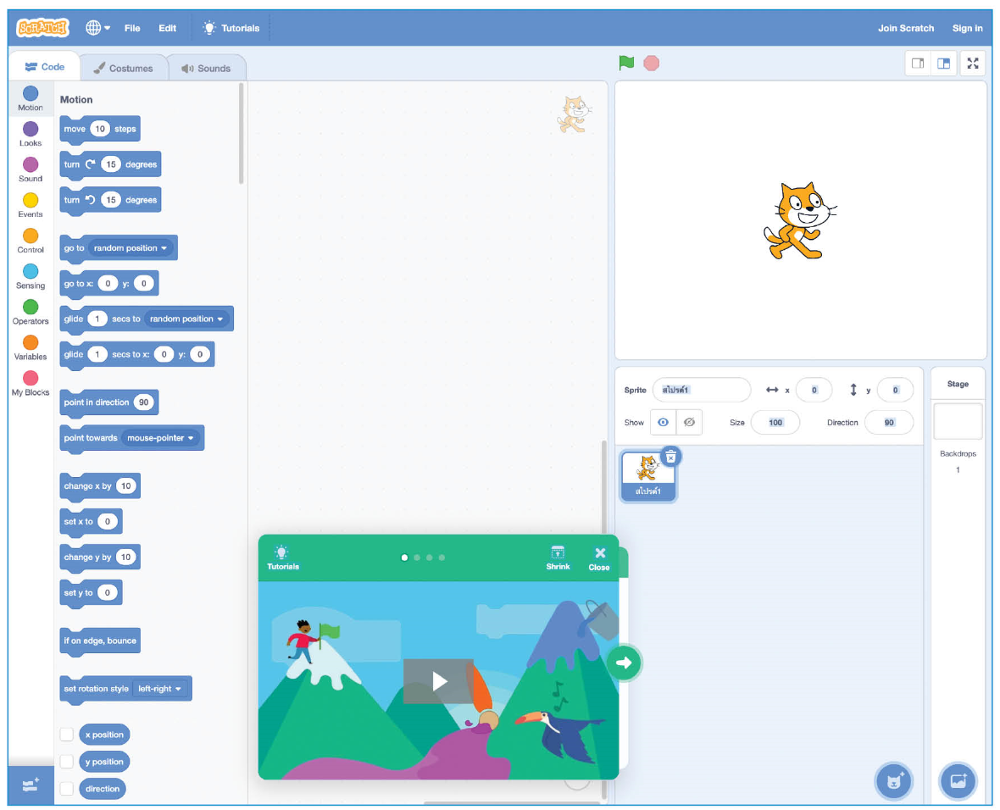 SCRATCH File Edit Tutorials Join Scratch Sign in
Code Costumes Sounds
Motion
Looks
Sound
Events
Control
Sensing
Operators
Variables
My Blocks
Motion
move 10 steps
turn 15 degrees
turn 15 degrees
go to random position
go to x: 0 y: 0
glide 1 secs to random position
glide 1 secs to x: 0 y: 0
point in direction 90
point towards mouse-pointer
change x by 10
set x to 0
change y by 10
set y to 0
if on edge, bounce
set rotation style left-right
x position
y position
direction
Tutorials Shrink Close
Sprite สไปรต์1 x 0 y 0
Show Size 100 Direction 90
สไปรต์1
Stage
Backdrops
1